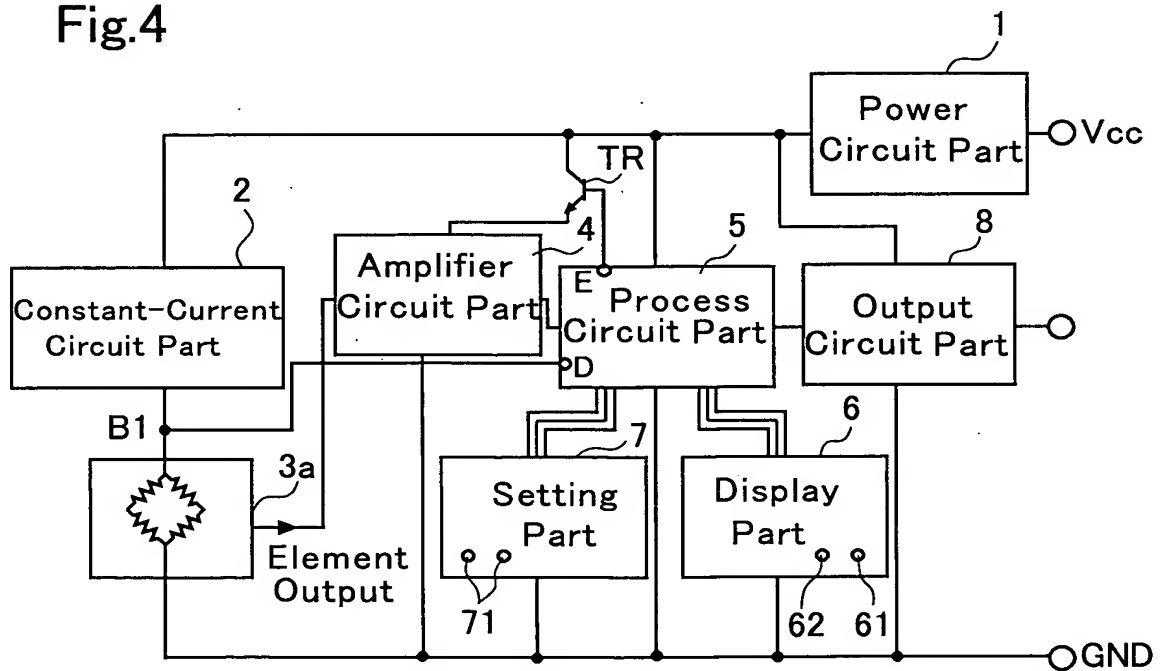 Fig.4
1
Power
Circuit Part
Vcc
TR
2
4
5
8
Constant-Current
Circuit Part
Amplifier
Circuit Part
E
Process
Circuit Part
D
Output
Circuit Part
B1
3a
7
6
Element
Output
Setting
Part
71
Display
Part
62
61
GND